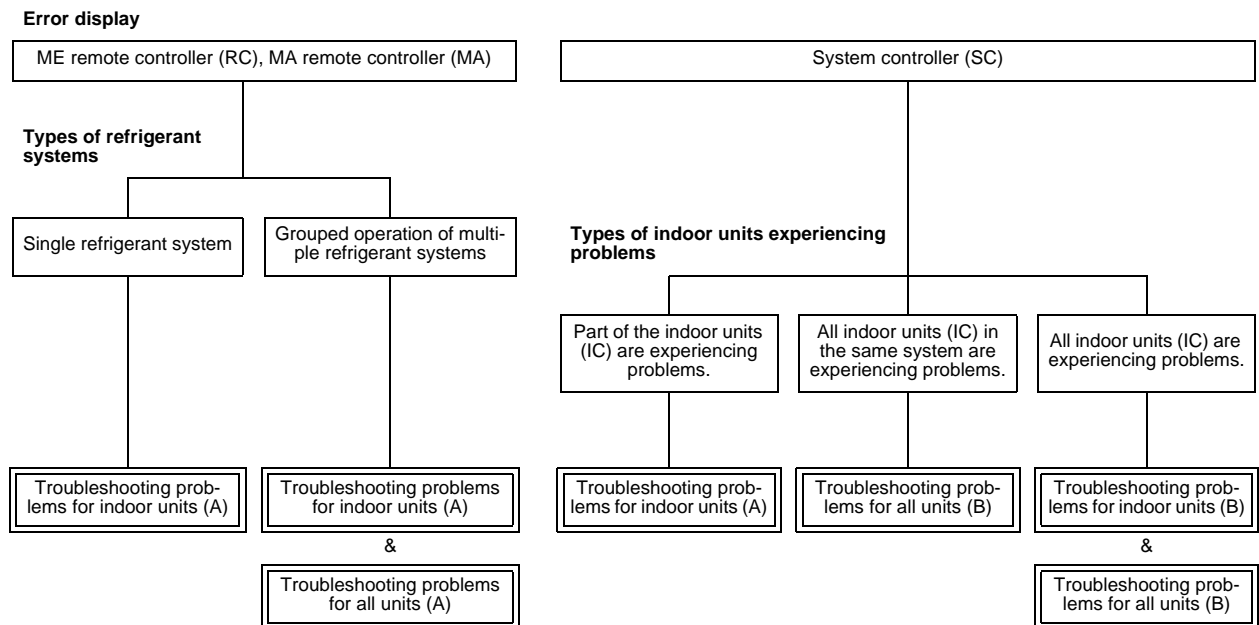 Error display
ME remote controller (RC), MA remote controller (MA)
System controller (SC)
Types of refrigerant
systems
Single refrigerant system
Grouped operation of multi-
ple refrigerant systems
Types of indoor units experiencing
problems
Part of the indoor units
(IC) are experiencing
problems.
All indoor units (IC) in
the same system are
experiencing problems.
All indoor units (IC) are
experiencing problems.
Troubleshooting prob-
lems for indoor units (A)
Troubleshooting problems
for indoor units (A)
&
Troubleshooting problems
for all units (A)
Troubleshooting prob-
lems for indoor units (A)
Troubleshooting prob-
lems for all units (B)
Troubleshooting prob-
lems for indoor units (B)
&
Troubleshooting prob-
lems for all units (B)